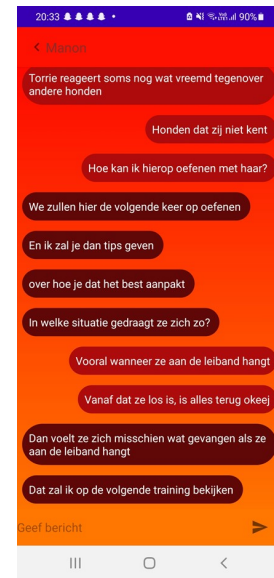 20:33
90%
Manon
Torrie reageert soms nog wat vreemd tegenover
andere honden
Honden dat zij niet kent
Hoe kan ik hierop oefenen met haar?
We zullen hier de volgende keer op oefenen
En ik zal je dan tips geven
over hoe je dat het best aanpakt
In welke situatie gedraagt ze zich zo?
Vooral wanneer ze aan de leiband hangt
Vanaf dat ze los is, is alles terug okeej
Dan voelt ze zich misschien wat gevangen als ze
aan de leiband hangt
Dat zal ik op de volgende training bekijken
Geef bericht